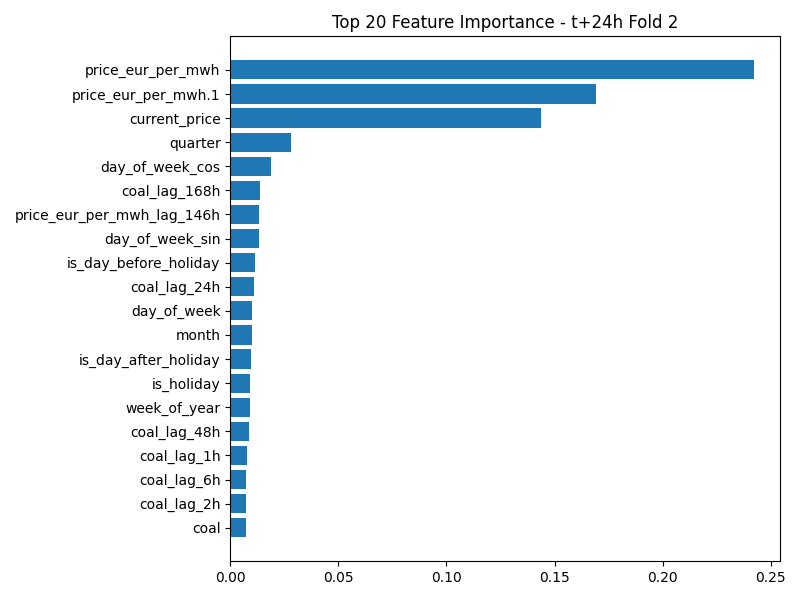 Top 20 Feature Importance - t+24h Fold 2
price_eur_per_mwh
price_eur_per_mwh.1
current_price
quarter
day_of_week_cos
coal_lag_168h
price_eur_per_mwh_lag_146h
day_of_week_sin
is_day_before_holiday
coal_lag_24h
day_of_week
month
is_day_after_holiday
is_holiday
week_of_year
coal_lag_48h
coal_lag_1h
coal_lag_6h
coal_lag_2h
coal
0.00 0.05 0.10 0.15 0.20 0.25